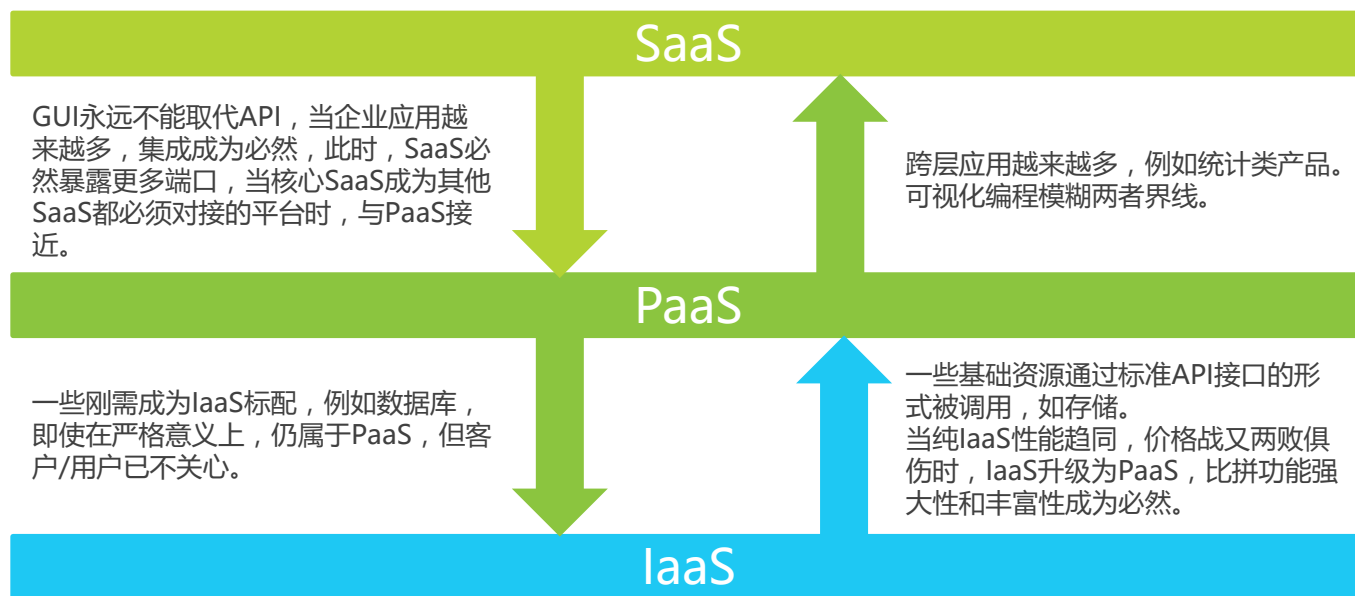 SaaS
GUI永远不能取代API，当企业应用越
来越多，集成成为必然，此时，SaaS必
然暴露更多端口，当核心SaaS成为其他
SaaS都必须对接的平台时，与PaaS接
近。
跨层应用越来越多，例如统计类产品。
可视化编程模糊两者界线。
PaaS
一些刚需成为IaaS标配，例如数据库，
即使在严格意义上，仍属于PaaS，但客
户/用户已不关心。
一些基础资源通过标准API接口的形
式被调用，如存储。
当纯IaaS性能趋同，价格战又两败俱
伤时，IaaS升级为PaaS，比拼功能强
大性和丰富性成为必然。
IaaS